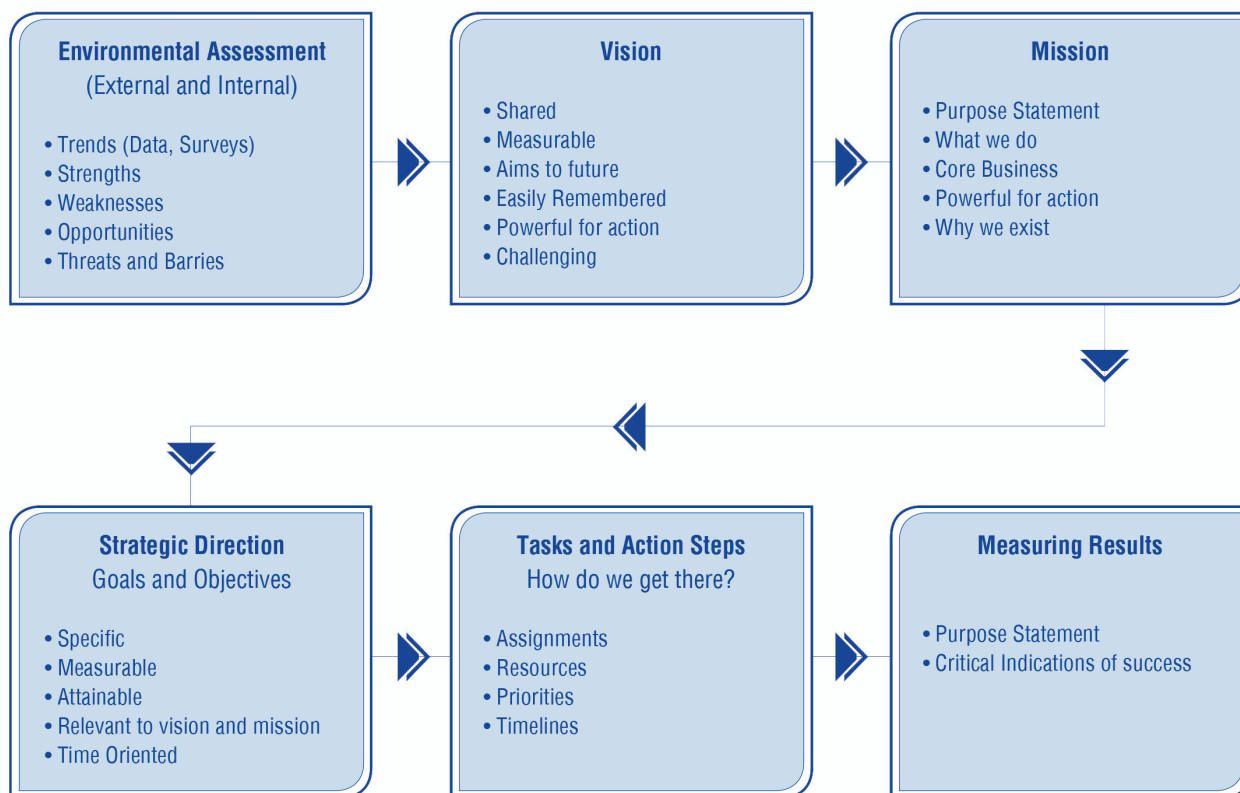 Environmental Assessment
(External and Internal)
• Trends (Data, Surveys)
• Strengths
• Weaknesses
• Opportunities
• Threats and Barries
Vision
• Shared
• Measurable
• Aims to future
• Easily Remembered
• Powerful for action
• Challenging
Mission
• Purpose Statement
• What we do
• Core Business
• Powerful for action
• Why we exist
Strategic Direction
Goals and Objectives
• Specific
• Measurable
• Attainable
• Relevant to vision and mission
• Time Oriented
Tasks and Action Steps
How do we get there?
• Assignments
• Resources
• Priorities
• Timelines
Measuring Results
• Purpose Statement
• Critical Indications of success